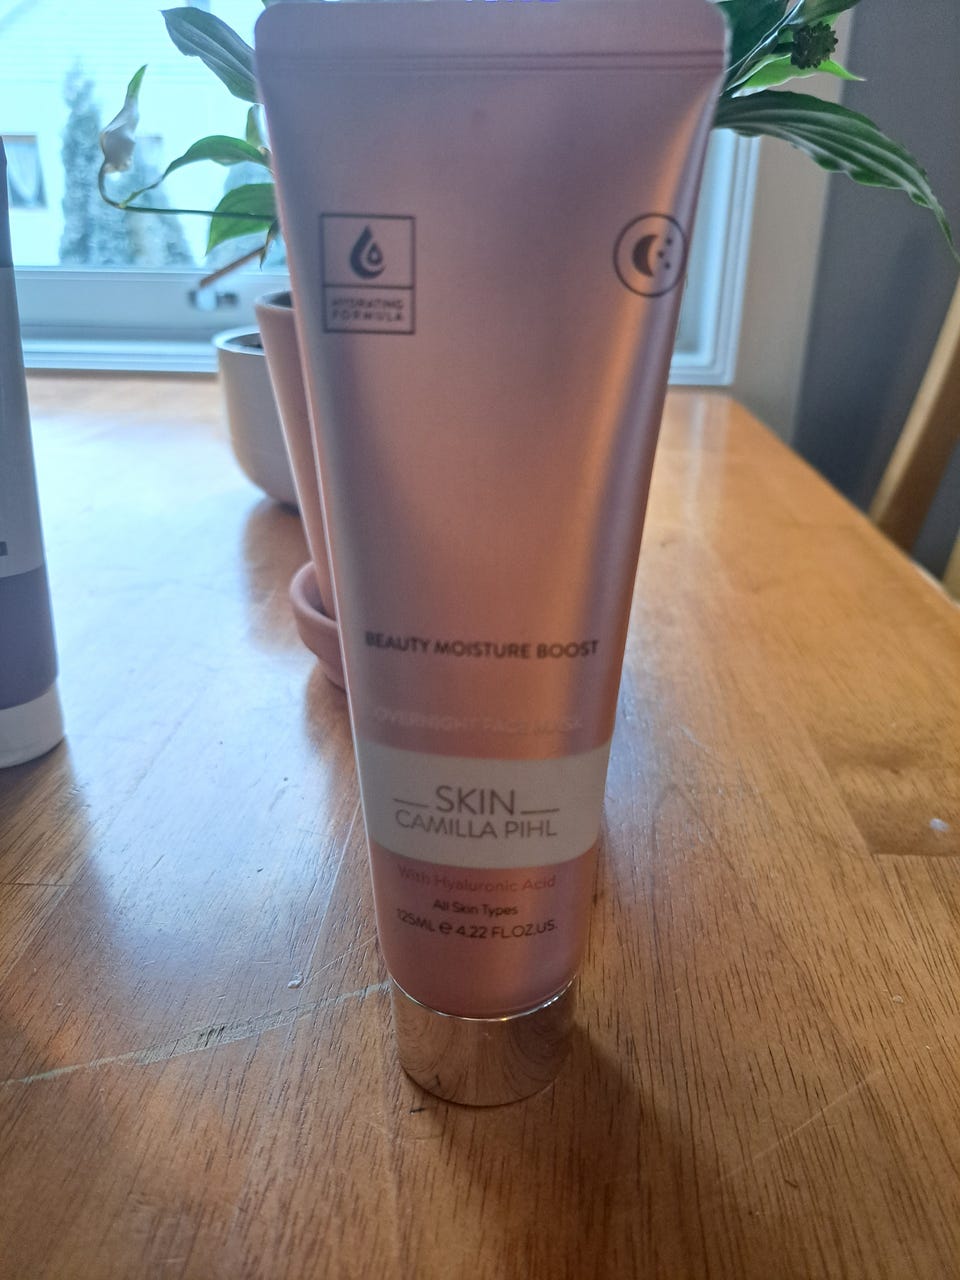 HYDRATING
FORMULA
BEAUTY MOISTURE BOOST
OVERNIGHT FACE MASK
SKIN
CAMILLA PIHL
With Hyaluronic Acid
All Skin Types
125ML e 4.22 FL.OZ.US.